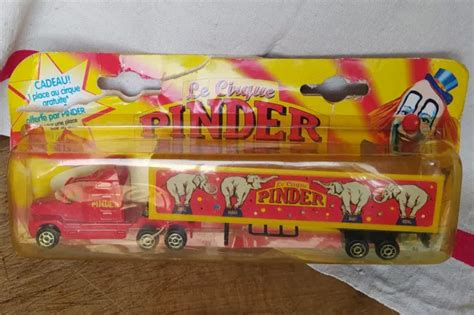 CADEAU!
1 place au cirque
gratuite*
offerte par PINDER
Le Cirque
PINDER
Le Cirque
PINDER
PINDER